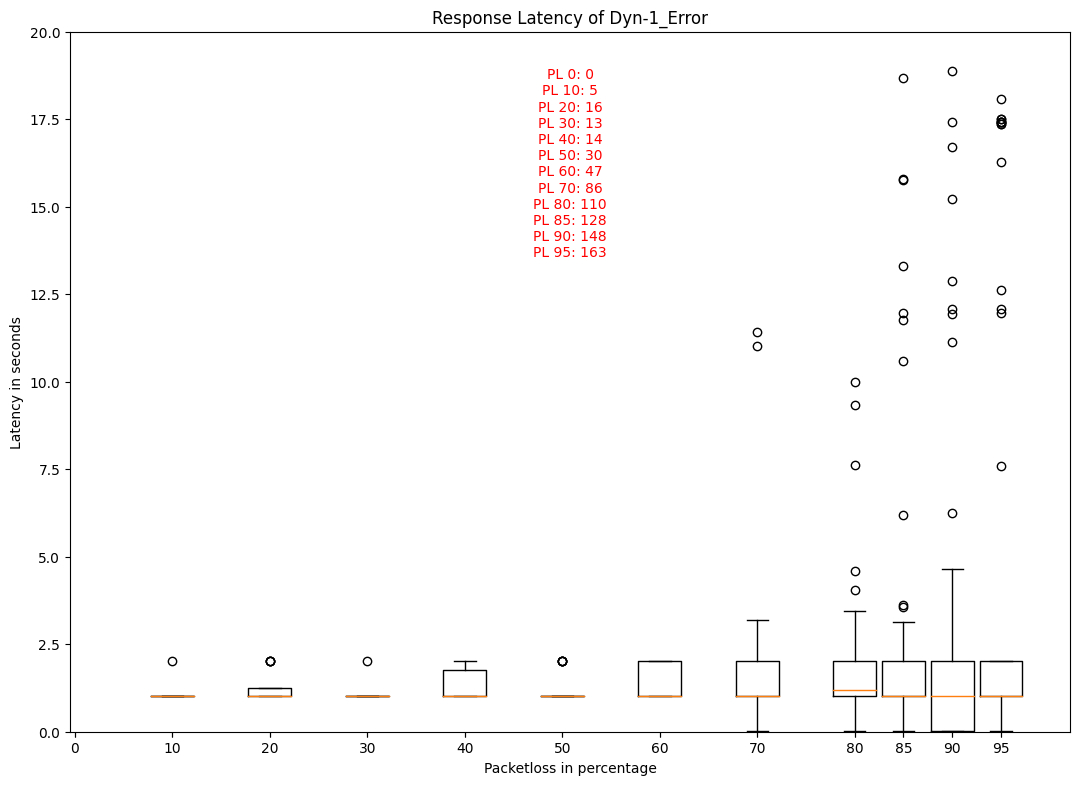 Response Latency of Dyn-1_Error
20.0
17.5
15.0
12.5
10.0
7.5
5.0
2.5
0.0
Latency in seconds
PL 0: 0
PL 10: 5
PL 20: 16
PL 30: 13
PL 40: 14
PL 50: 30
PL 60: 47
PL 70: 86
PL 80: 110
PL 85: 128
PL 90: 148
PL 95: 163
0 10 20 30 40 50 60 70 80 85 90 95
Packetloss in percentage